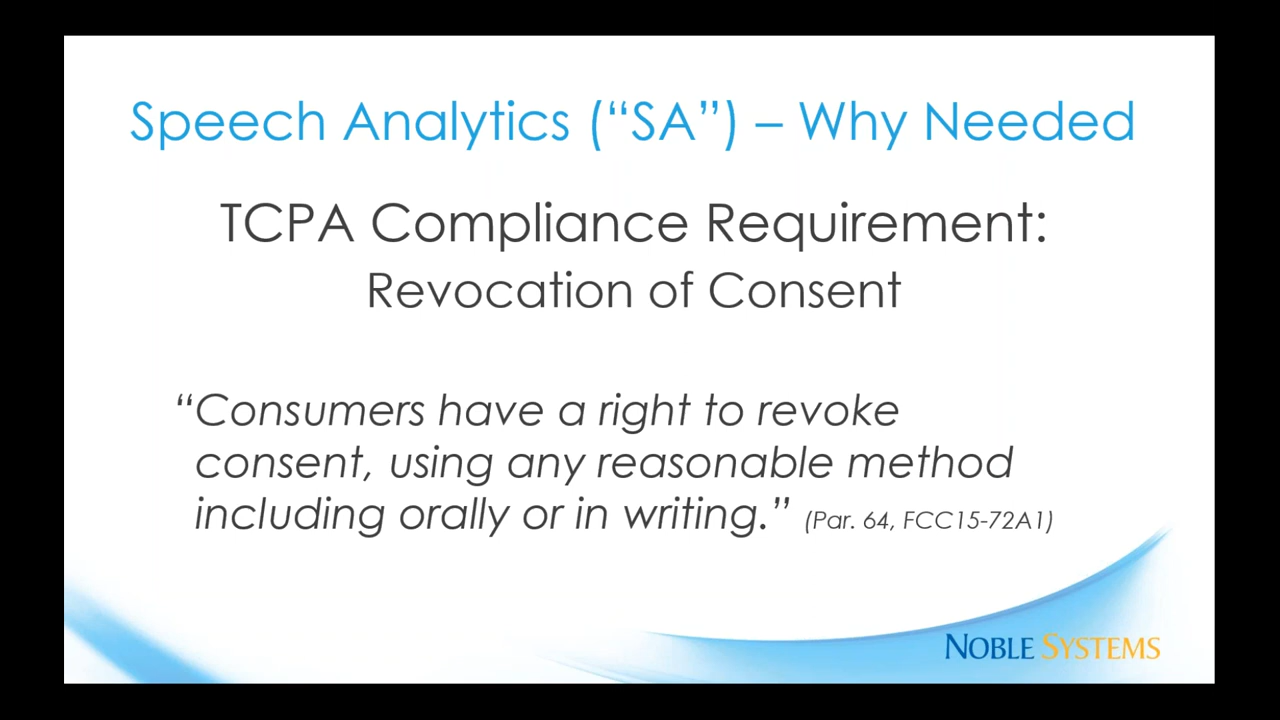 Speech Analytics (“SA”) – Why Needed
TCPA Compliance Requirement:
Revocation of Consent
“Consumers have a right to revoke
consent, using any reasonable method
including orally or in writing.” (Par. 64, FCC15-72A1)
NOBLE SYSTEMS